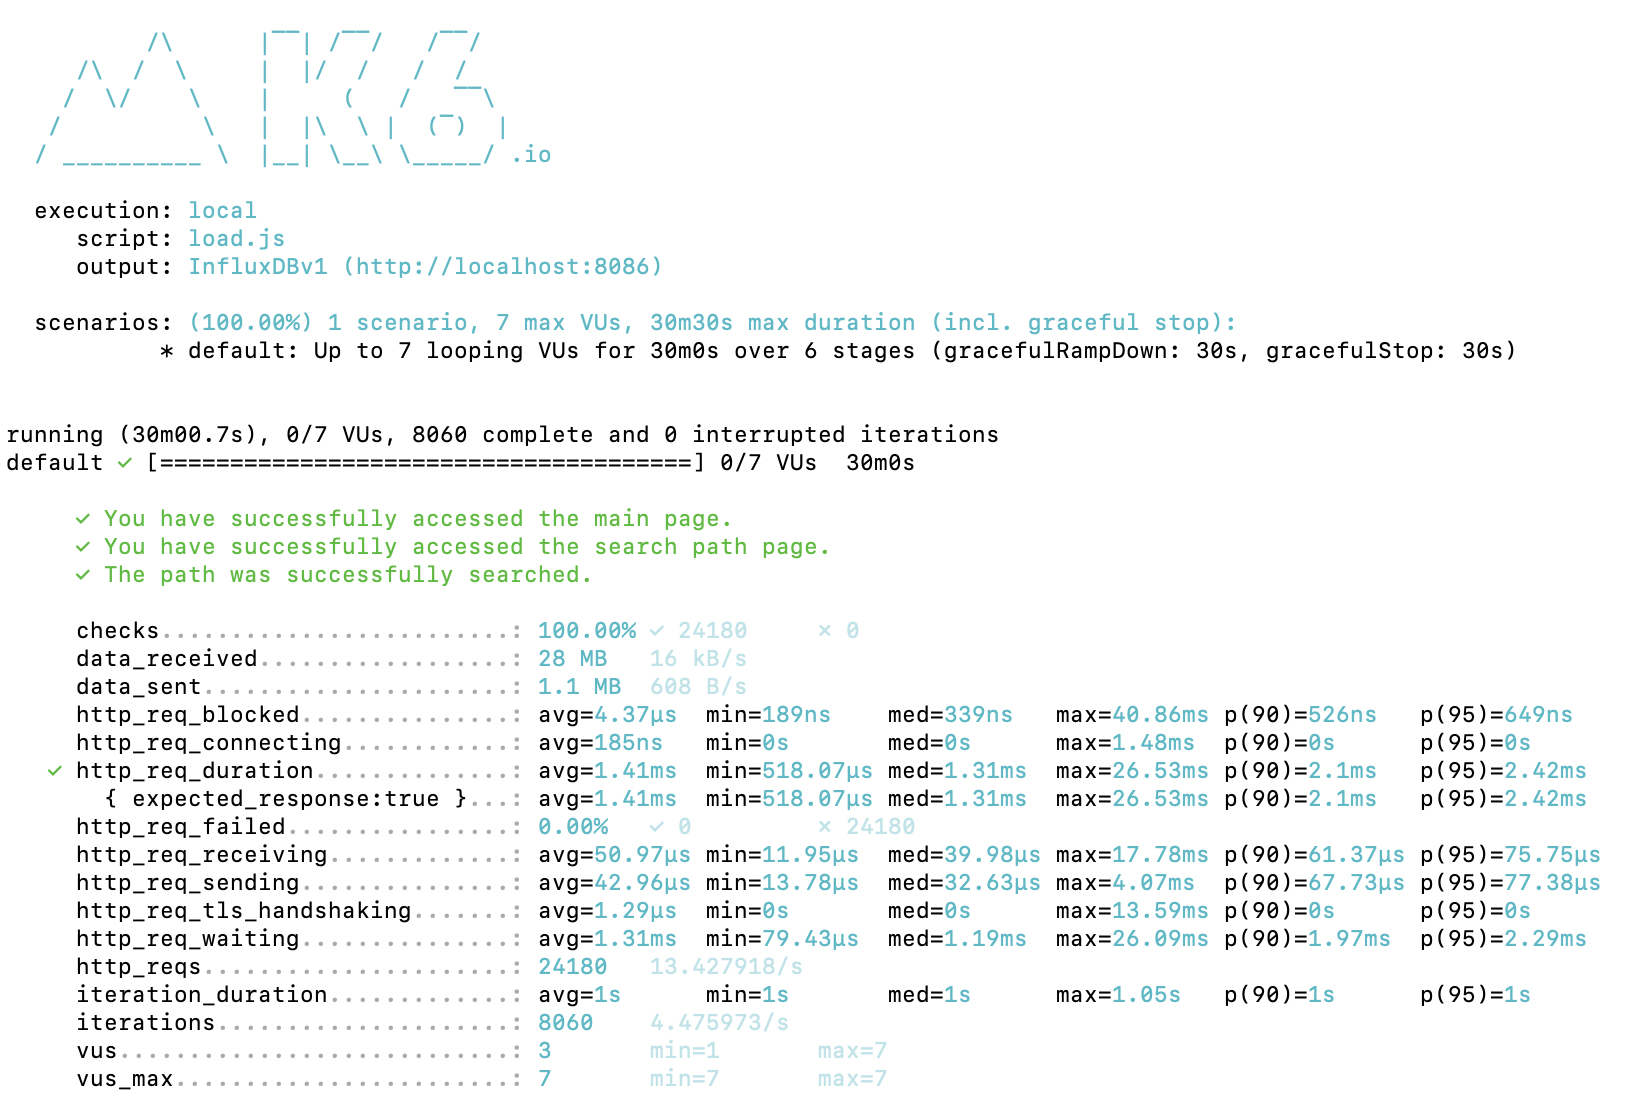 /\      |‾‾| /‾‾/   /‾‾/
     /\  /  \     |  |/  /   /  /
    /  \/    \    |     (   /   ‾‾\
   /          \   |  |\  \ |  (‾)  |
  / __________ \  |__| \__\ \_____/ .io

  execution: local
     script: load.js
     output: InfluxDBv1 (http://localhost:8086)

  scenarios: (100.00%) 1 scenario, 7 max VUs, 30m30s max duration (incl. graceful stop):
           * default: Up to 7 looping VUs for 30m0s over 6 stages (gracefulRampDown: 30s, gracefulStop: 30s)

running (30m00.7s), 0/7 VUs, 8060 complete and 0 interrupted iterations
default ✓ [======================================] 0/7 VUs  30m0s

     ✓ You have successfully accessed the main page.
     ✓ You have successfully accessed the search path page.
     ✓ The path was successfully searched.

     checks.........................: 100.00% ✓ 24180     ✗ 0
     data_received..................: 28 MB   16 kB/s
     data_sent......................: 1.1 MB  608 B/s
     http_req_blocked...............: avg=4.37µs  min=189ns    med=339ns   max=40.86ms p(90)=526ns   p(95)=649ns
     http_req_connecting............: avg=185ns   min=0s       med=0s      max=1.48ms  p(90)=0s      p(95)=0s
   ✓ http_req_duration..............: avg=1.41ms  min=518.07µs med=1.31ms  max=26.53ms p(90)=2.1ms   p(95)=2.42ms
       { expected_response:true }...: avg=1.41ms  min=518.07µs med=1.31ms  max=26.53ms p(90)=2.1ms   p(95)=2.42ms
     http_req_failed................: 0.00%   ✓ 0         ✗ 24180
     http_req_receiving.............: avg=50.97µs min=11.95µs  med=39.98µs max=17.78ms p(90)=61.37µs p(95)=75.75µs
     http_req_sending...............: avg=42.96µs min=13.78µs  med=32.63µs max=4.07ms  p(90)=67.73µs p(95)=77.38µs
     http_req_tls_handshaking.......: avg=1.29µs  min=0s       med=0s      max=13.59ms p(90)=0s      p(95)=0s
     http_req_waiting...............: avg=1.31ms  min=79.43µs  med=1.19ms  max=26.09ms p(90)=1.97ms  p(95)=2.29ms
     http_reqs......................: 24180   13.427918/s
     iteration_duration.............: avg=1s      min=1s       med=1s      max=1.05s   p(90)=1s      p(95)=1s
     iterations.....................: 8060    4.475973/s
     vus............................: 3       min=1       max=7
     vus_max........................: 7       min=7       max=7